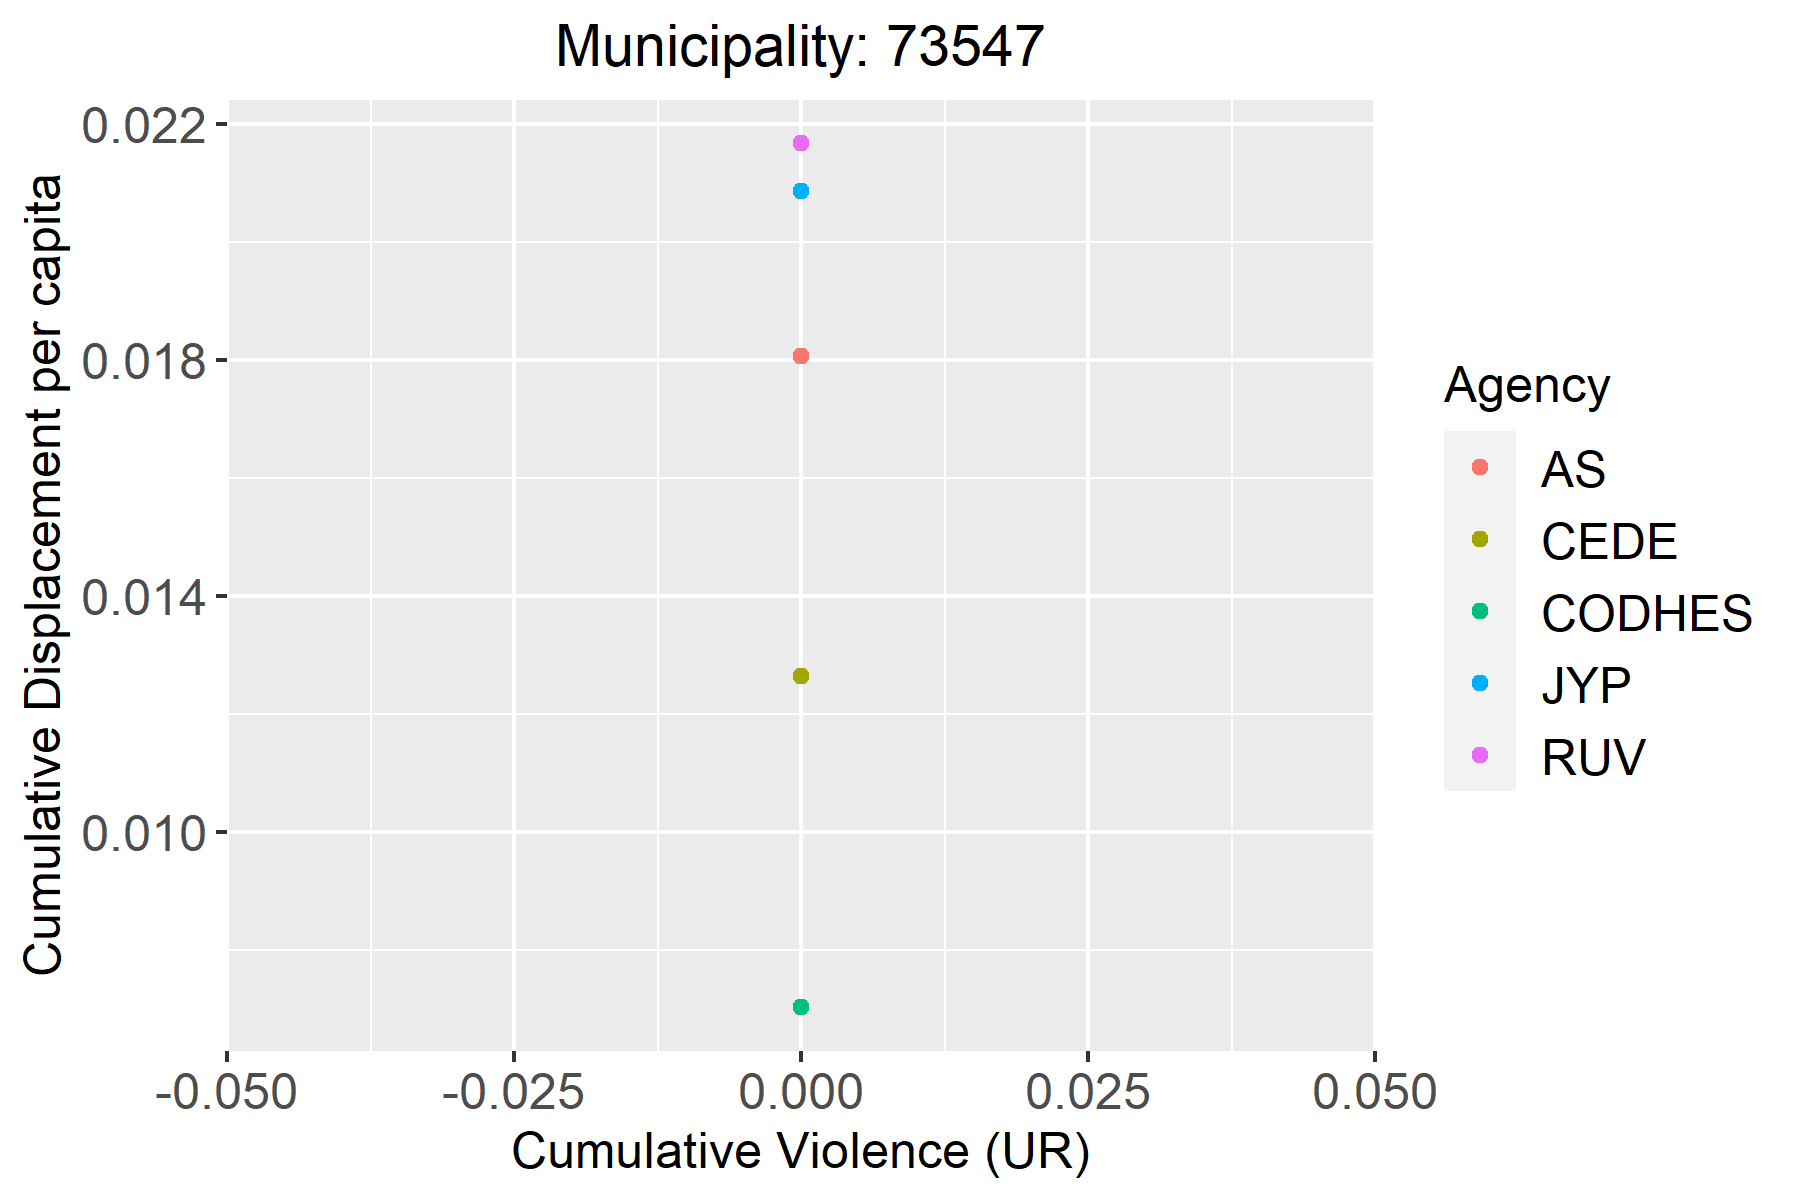 Municipality: 73547
Cumulative Displacement per capita
0.022
0.018
0.014
0.010
-0.050
-0.025
0.000
0.025
0.050
Cumulative Violence (UR)
Agency
AS
CEDE
CODHES
JYP
RUV